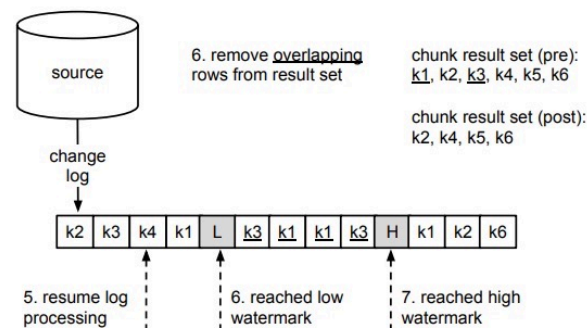 source
6. remove overlapping
rows from result set
chunk result set (pre):
k1, k2, k3, k4, k5, k6
chunk result set (post):
k2, k4, k5, k6
change
log
k2 k3 k4 k1 L k3 k1 k1 k3 H k1 k2 k6
5. resume log
processing
6. reached low
watermark
7. reached high
watermark